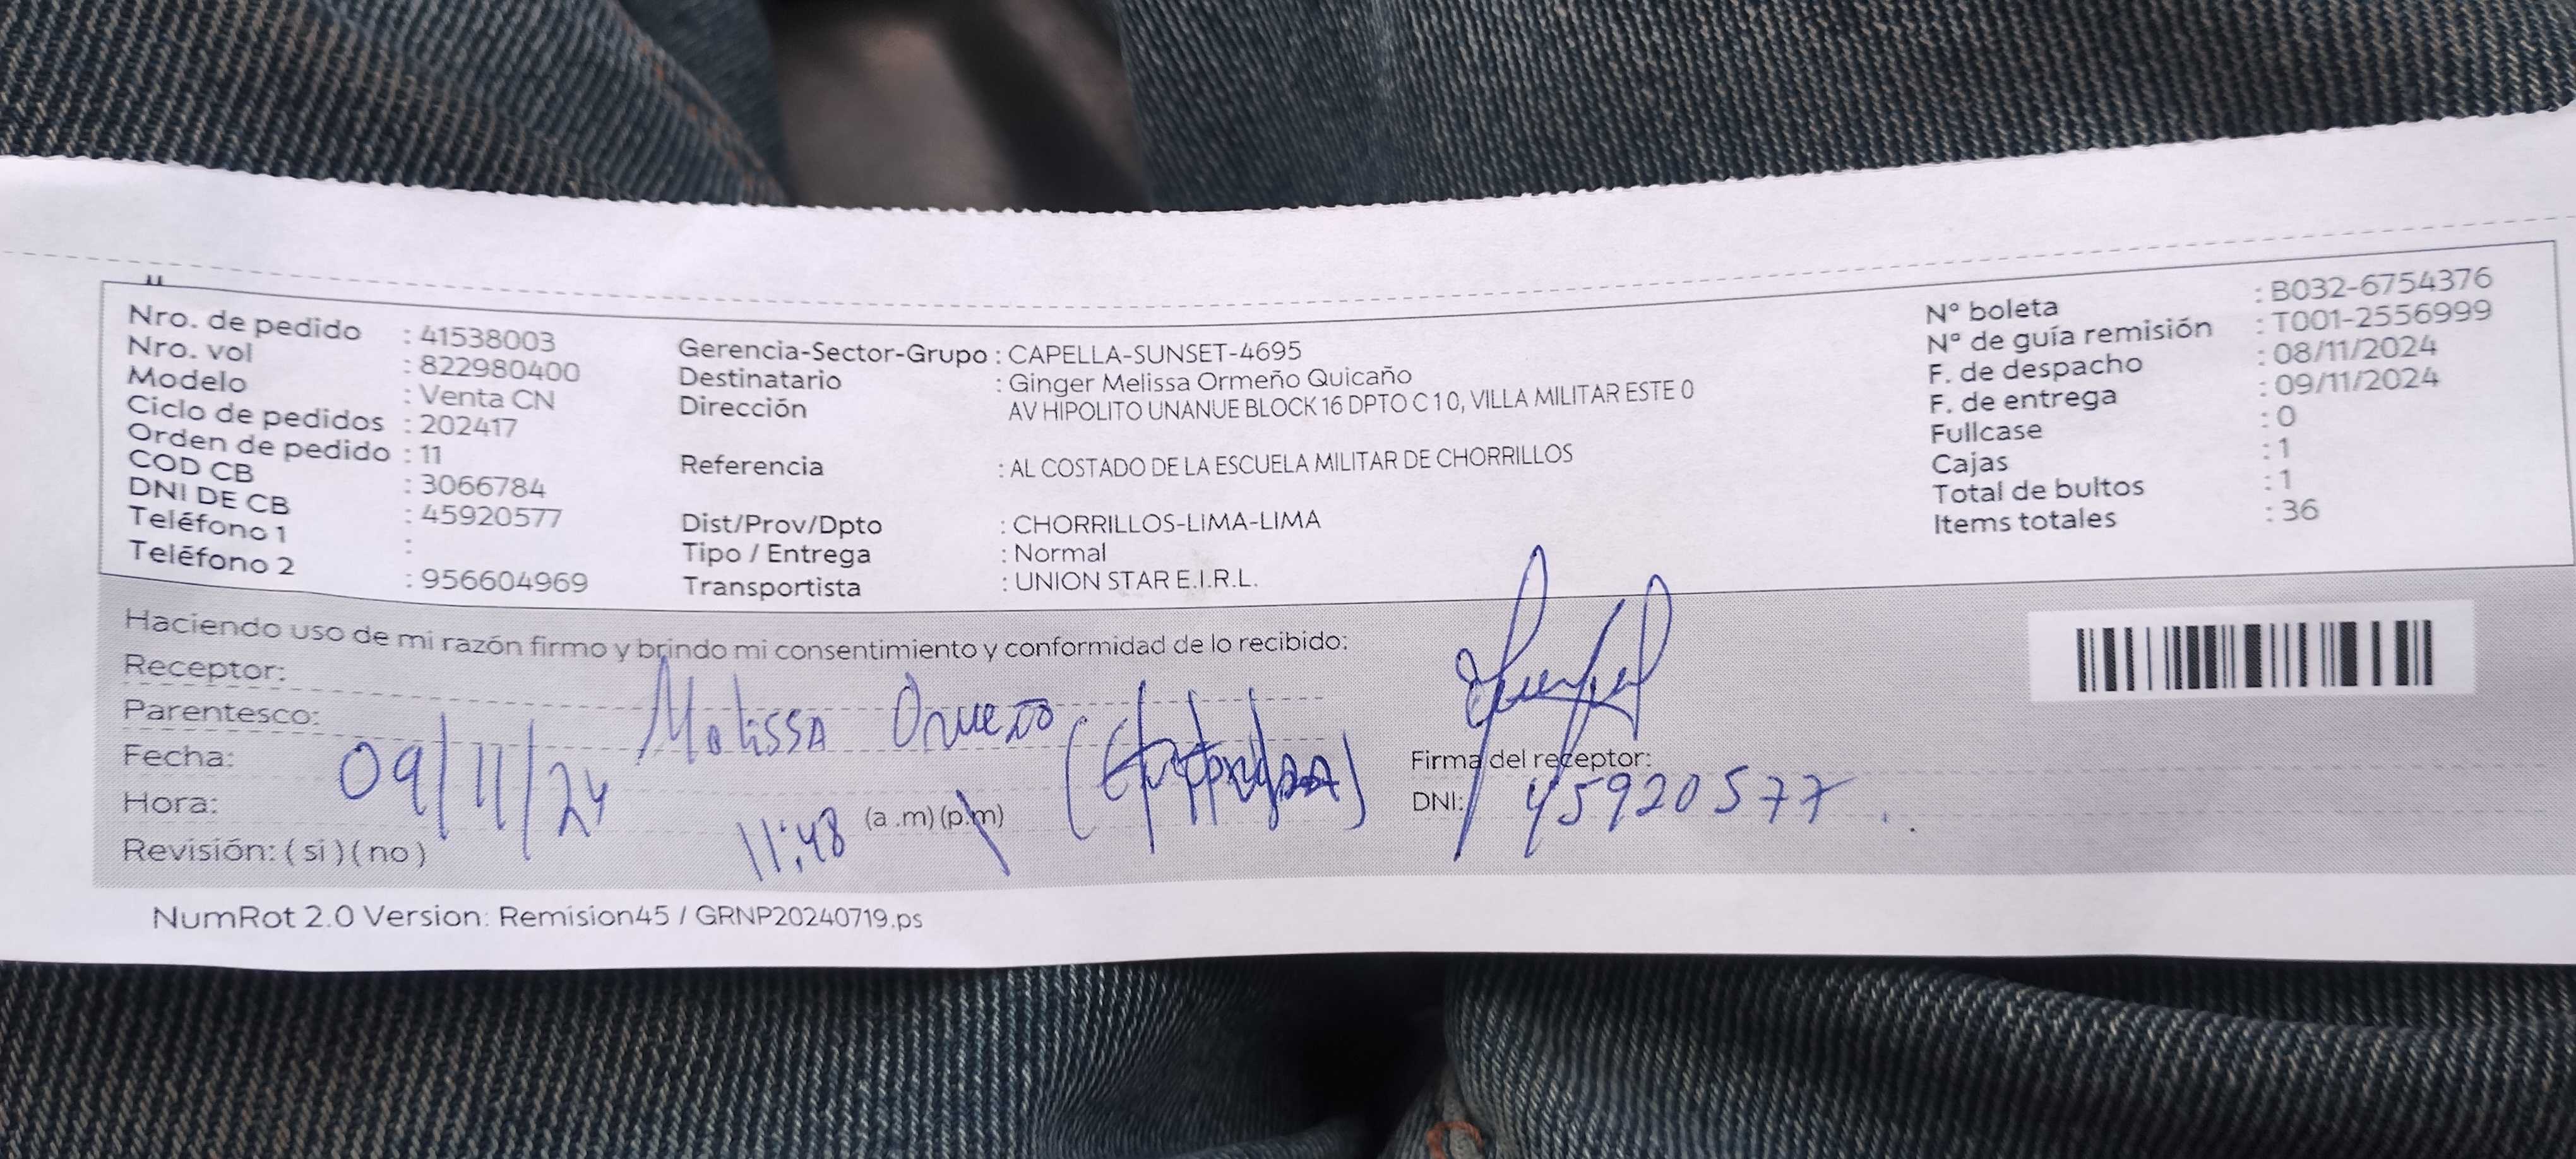 Nro. de pedido : 41538003
Nro. vol : 822980400
Modelo : Venta CN
Ciclo de pedidos : 202417
Orden de pedido : 11
COD CB : 3066784
DNI DE CB : 45920577
Teléfono 1 :
Teléfono 2 : 956604969
Gerencia-Sector-Grupo : CAPELLA-SUNSET-4695
Destinatario : Ginger Melissa Ormeño Quicaño
Dirección AV HIPOLITO UNANUE BLOCK 16 DPTO C 1 0, VILLA MILITAR ESTE 0
Referencia : AL COSTADO DE LA ESCUELA MILITAR DE CHORRILLOS
Dist/Prov/Dpto : CHORRILLOS-LIMA-LIMA
Tipo / Entrega : Normal
Transportista : UNION STAR E.I.R.L.
N° boleta : B032-6754376
N° de guía remisión : T001-2556999
F. de despacho : 08/11/2024
F. de entrega : 09/11/2024
Fullcase : 0
Cajas : 1
Total de bultos : 1
Items totales : 36
Haciendo uso de mi razón firmo y brindo mi consentimiento y conformidad de lo recibido:
Receptor: Melissa Ormeño
Parentesco:
Fecha: 09/11/24
Hora: 11:48 (a .m) (p.m)
Revisión: ( si ) ( no )
Firma del receptor:
DNI: 45920577
NumRot 2.0 Version: Remision45 / GRNP20240719.ps